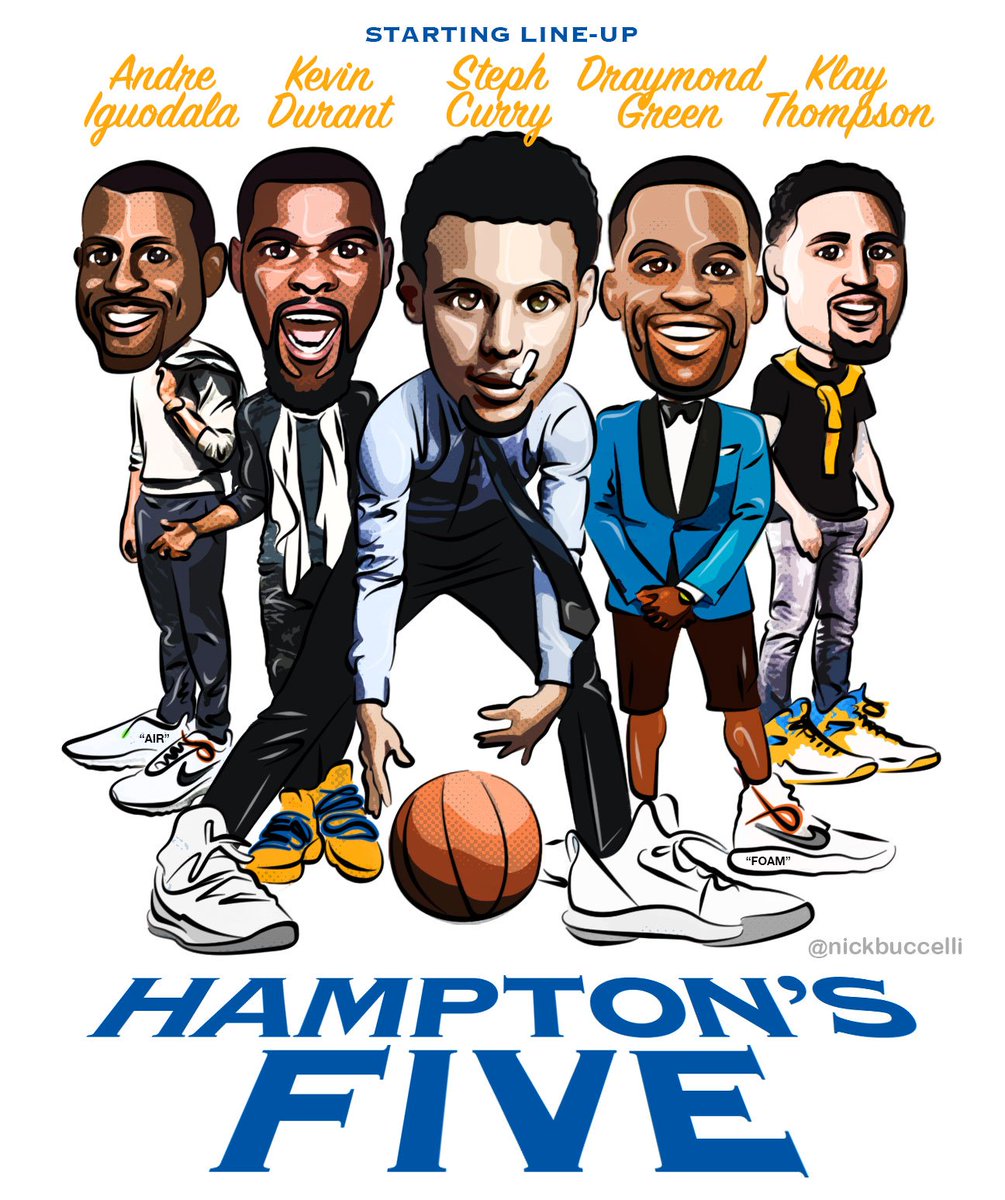 STARTING LINE-UP
Andre Iguodala
Kevin Durant
Steph Curry
Draymond Green
Klay Thompson
"AIR"
"FOAM"
@nickbuccelli
HAMPTON'S
FIVE